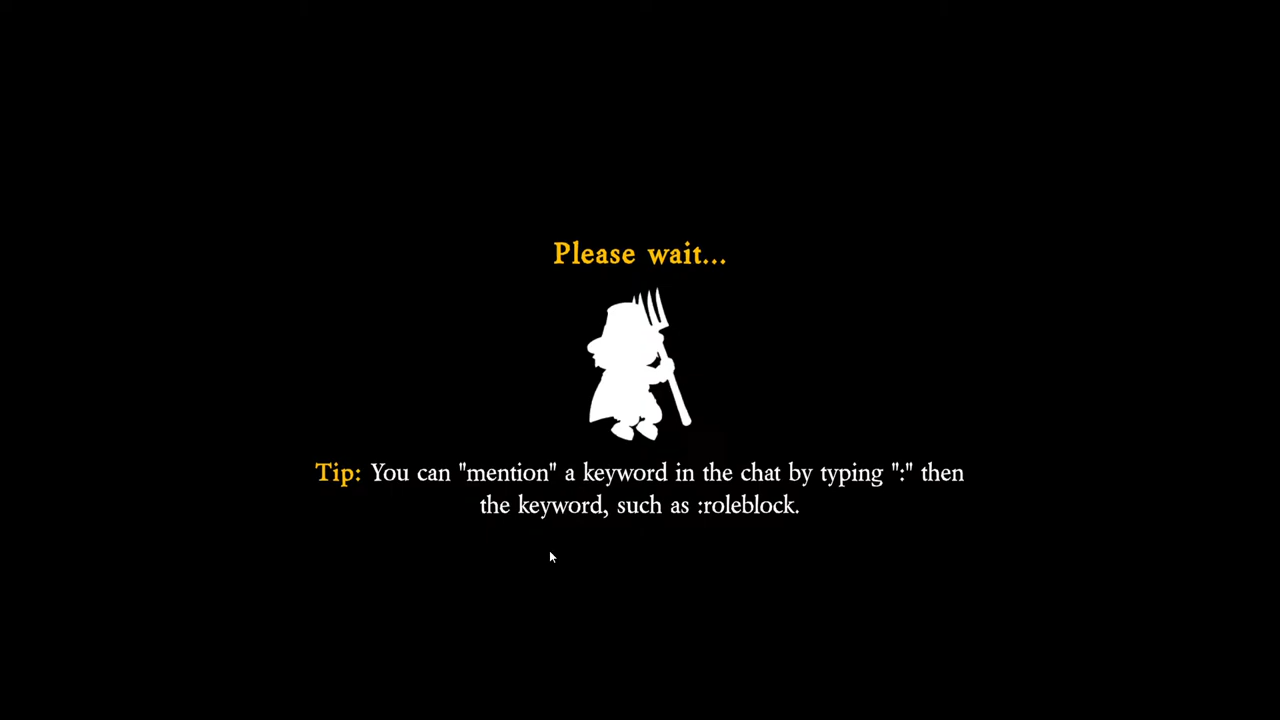 Please wait...
Tip: You can "mention" a keyword in the chat by typing ":" then
the keyword, such as :roleblock.